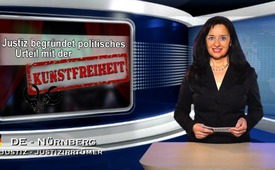 Justiz begründet politisches
Urteil mit der
KUNSTFREIHEIT
DE - NÜRNBERG
JUSTIZ - JUSTIZIRRTÜMER